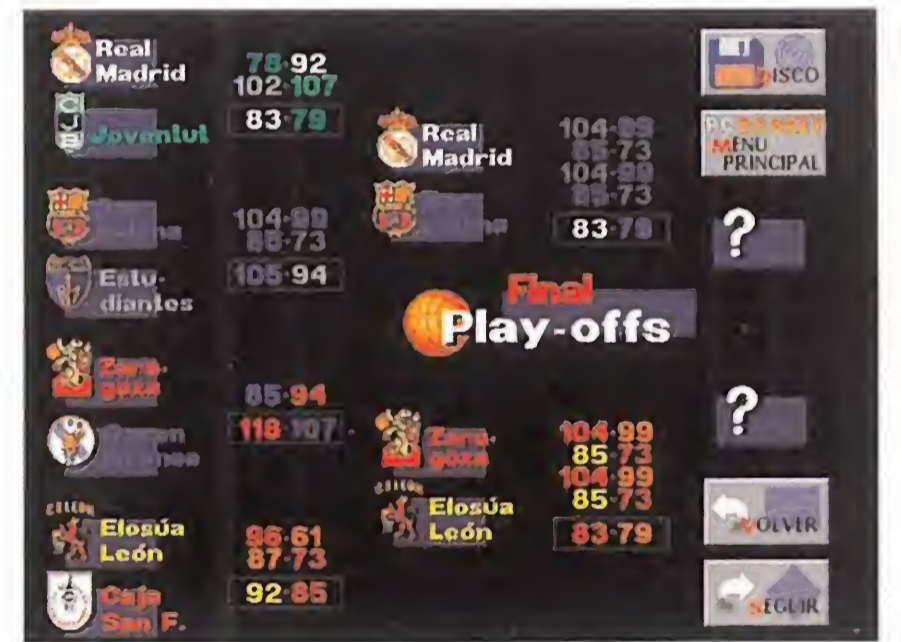 Real
Madrid
78-92
102-107
Joventut
83-79
104-99
85-73
Estu-
diantes
105-94
Zara-
goza
85-94
118-107
Elosúa
León
96-61
87-73
Caja
San F.
92-85
Real
Madrid
104-99
85-73
104-99
85-73
83-79
Final
Play-offs
Zara-
goza
104-99
85-73
104-99
85-73
Elosúa
León
83-79
DISCO
PC BASKET
MENU
PRINCIPAL
?
?
VOLVER
SEGUIR